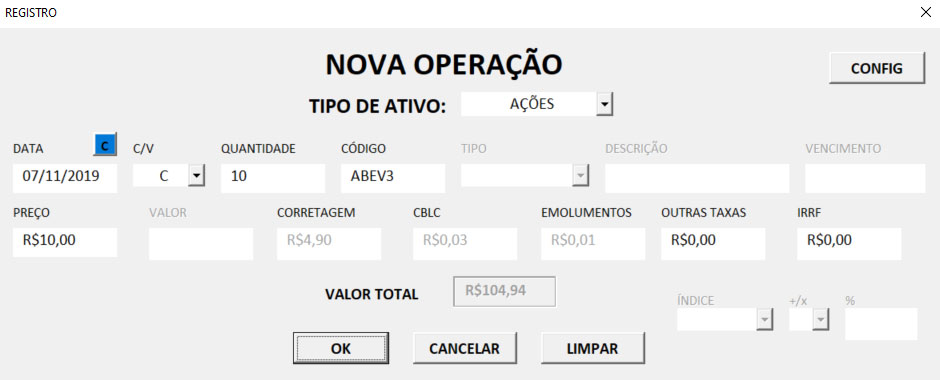 REGISTRO
NOVA OPERAÇÃO
CONFIG
TIPO DE ATIVO: AÇÕES
DATA C C/V QUANTIDADE CÓDIGO TIPO DESCRIÇÃO VENCIMENTO
07/11/2019 C 10 ABEV3
PREÇO VALOR CORRETAGEM CBLC EMOLUMENTOS OUTRAS TAXAS IRRF
R$10,00 R$4,90 R$0,03 R$0,01 R$0,00 R$0,00
VALOR TOTAL R$104,94
ÍNDICE +/x %
OK CANCELAR LIMPAR